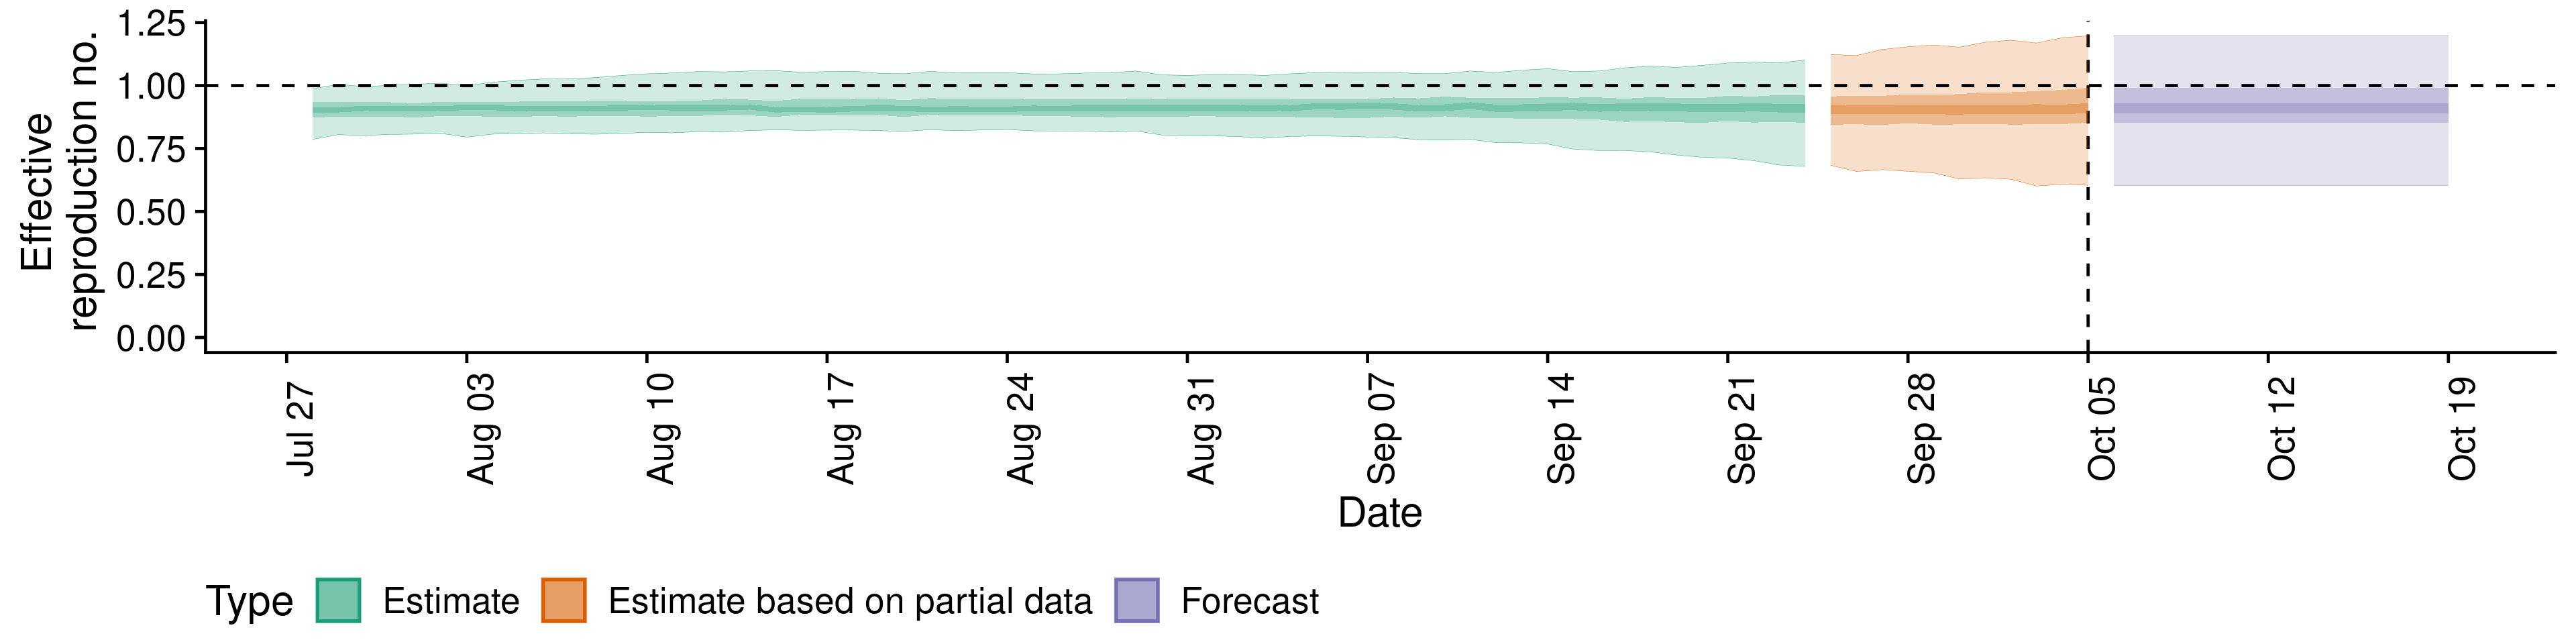 Effective
reproduction no.
1.25
1.00
0.75
0.50
0.25
0.00
Jul 27
Aug 03
Aug 10
Aug 17
Aug 24
Aug 31
Sep 07
Sep 14
Sep 21
Sep 28
Oct 05
Oct 12
Oct 19
Date
Type Estimate Estimate based on partial data Forecast